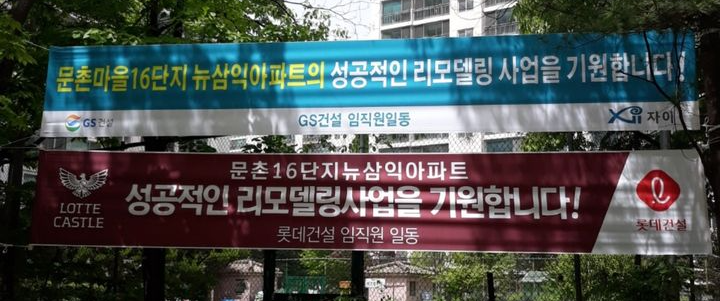 문촌마을16단지 뉴삼익아파트의 성공적인 리모델링 사업을 기원합니다!
GS건설
GS건설 임직원일동
Xi 자이
LOTTE CASTLE
문촌16단지뉴삼익아파트
성공적인 리모델링사업을 기원합니다!
롯데건설 임직원 일동
롯데건설